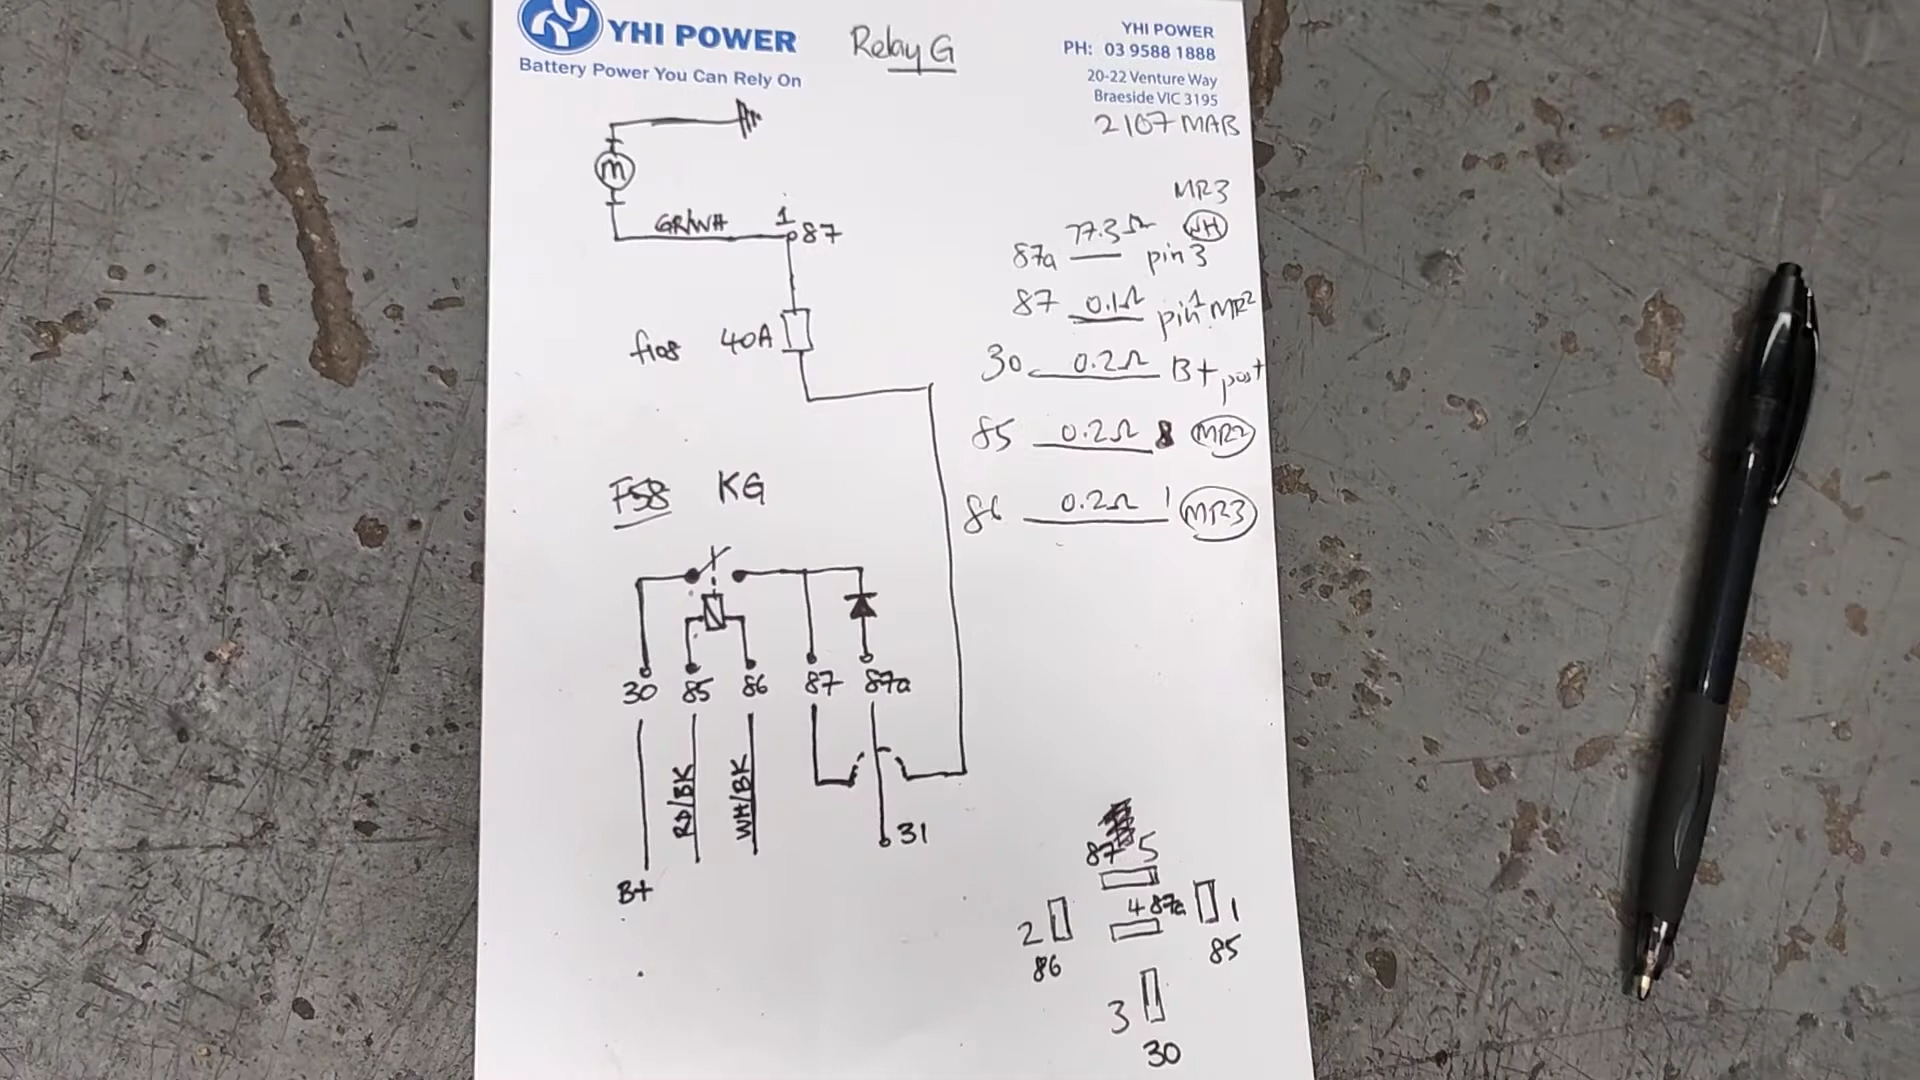 YHI POWER
Battery Power You Can Rely On
Relay G
YHI POWER
PH: 03 9588 1888
20-22 Venture Way
Braeside VIC 3195
2107 MAB
M
GR/WH
1
87
f108 40A
MR3
87a 77.3Ω pin 3 WH
87 0.1Ω pin 1 MR2
30 0.2Ω B+ post
85 0.2Ω 8 MR2
86 0.2Ω 1 MR3
F58 KG
30 85 86 87 87a
RD/BK
WH/BK
31
B+
87 5
4 87a
2
86
1
85
3
30